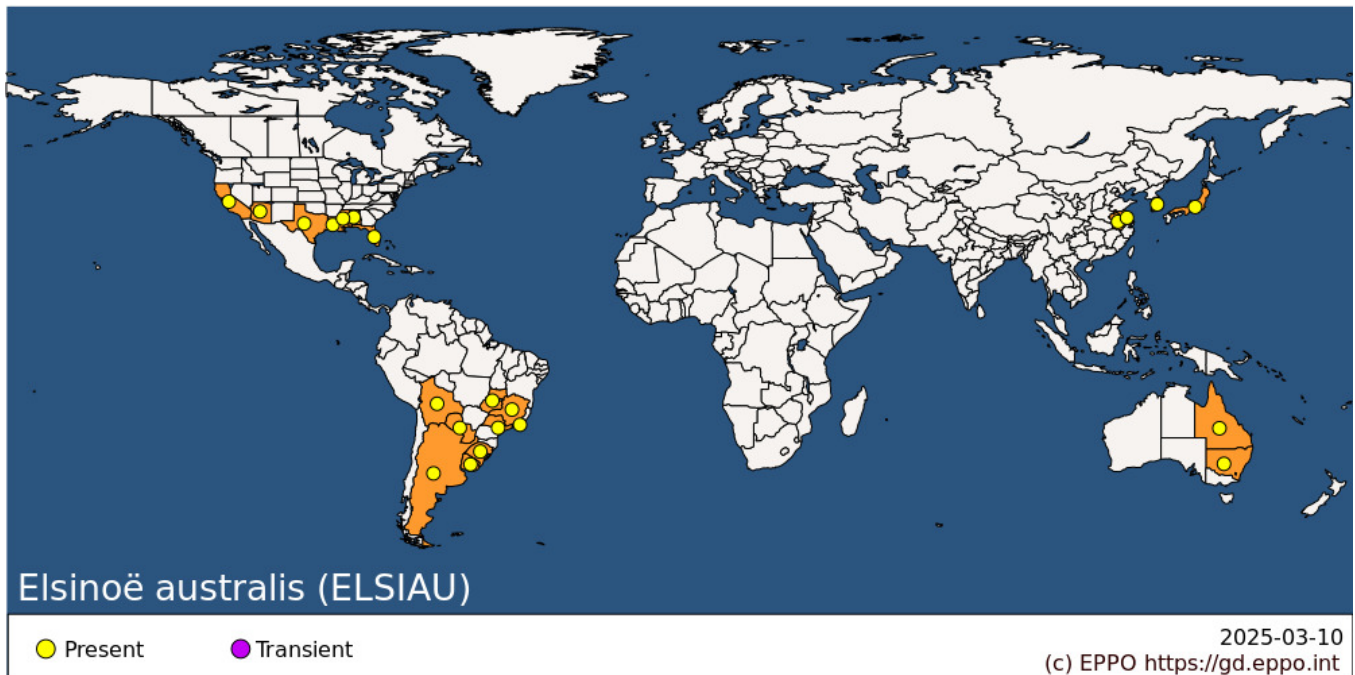 Elsinoë australis (ELSIAU)
Present
Transient
2025-03-10
(c) EPPO https://gd.eppo.int